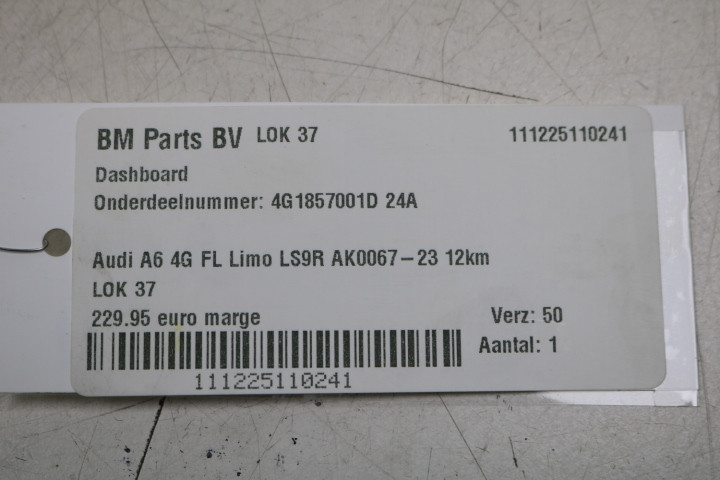 BM Parts BV LOK 37 111225110241
Dashboard
Onderdeelnummer: 4G1857001D 24A
Audi A6 4G FL Limo LS9R AK0067-23 12km
LOK 37
229.95 euro marge Verz: 50
Aantal: 1
111225110241